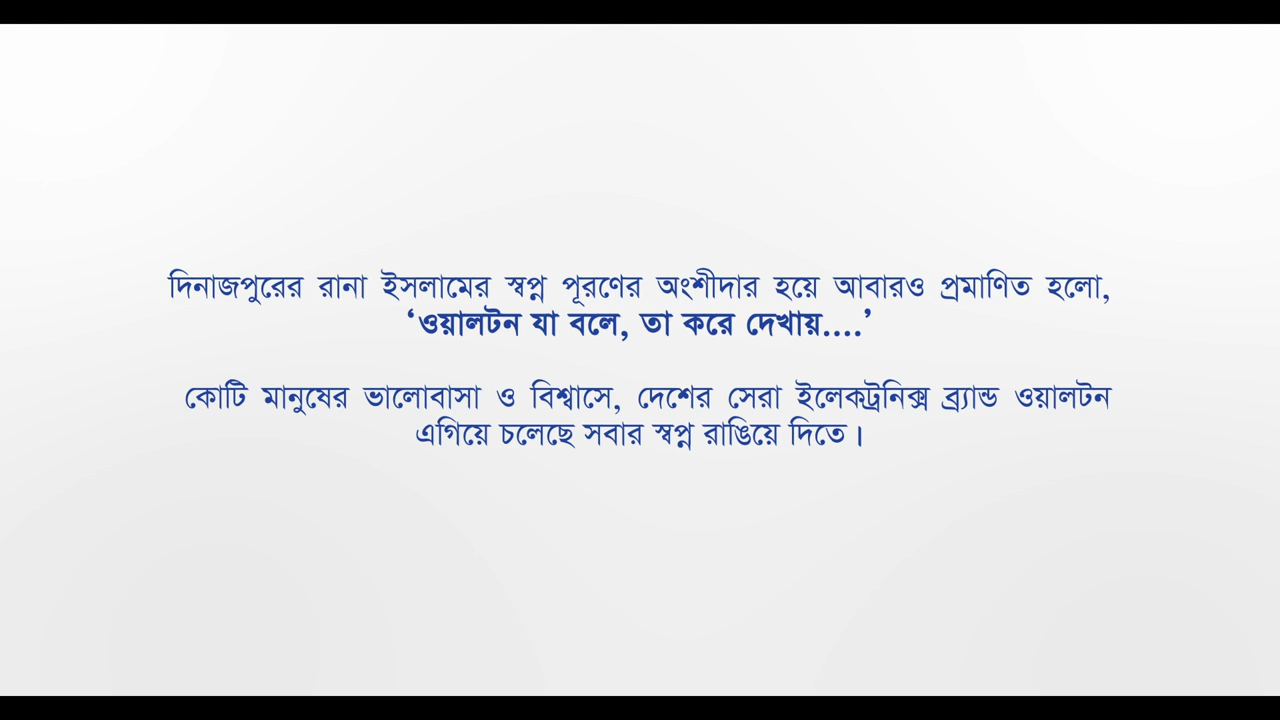 দিনাজপুরের রানা ইসলামের স্বপ্ন পূরণের অংশীদার হয়ে আবারও প্রমাণিত হলো,
‘ওয়ালটন যা বলে, তা করে দেখায়....’
কোটি মানুষের ভালোবাসা ও বিশ্বাসে, দেশের সেরা ইলেকট্রনিক্স ব্র্যান্ড ওয়ালটন
এগিয়ে চলেছে সবার স্বপ্ন রাঙিয়ে দিতে।